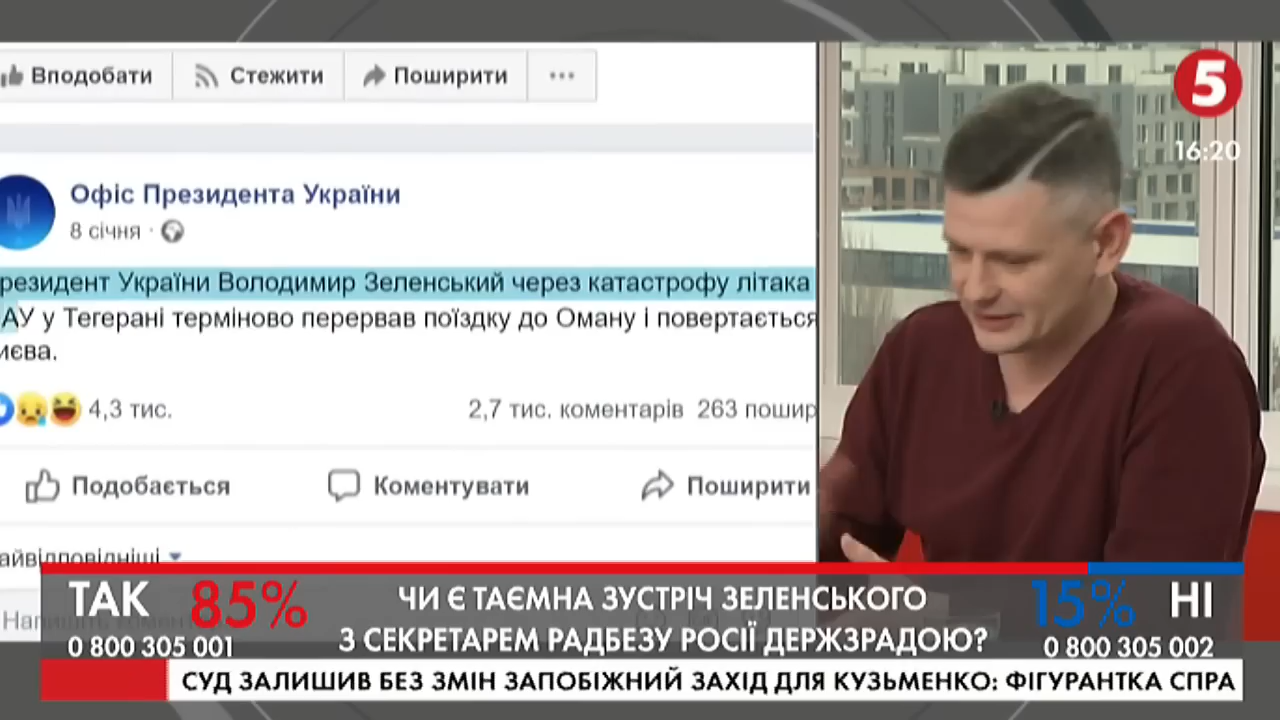 Вподобати Стежити Поширити ...
5
16:20
Офіс Президента України
8 січня ·
резидент України Володимир Зеленський через катастрофу літака
АУ у Тегерані терміново перервав поїздку до Оману і повертається
иєва.
4,3 тис. 2,7 тис. коментарів 263 пошир
Подобається Коментувати Поширити
айвідповідніші
ТАК 85% ЧИ Є ТАЄМНА ЗУСТРІЧ ЗЕЛЕНСЬКОГО 15% НІ
0 800 305 001 З СЕКРЕТАРЕМ РАДБЕЗУ РОСІЇ ДЕРЖЗРАДОЮ? 0 800 305 002
СУД ЗАЛИШИВ БЕЗ ЗМІН ЗАПОБІЖНИЙ ЗАХІД ДЛЯ КУЗЬМЕНКО: ФІГУРАНТКА СПРА